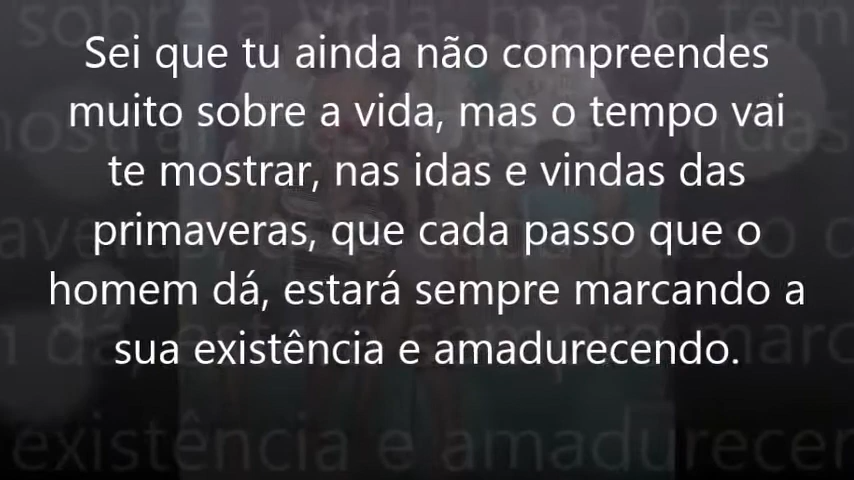 Sei que tu ainda não compreendes
muito sobre a vida, mas o tempo vai
te mostrar, nas idas e vindas das
primaveras, que cada passo que o
homem dá, estará sempre marcando a
sua existência e amadurecendo.